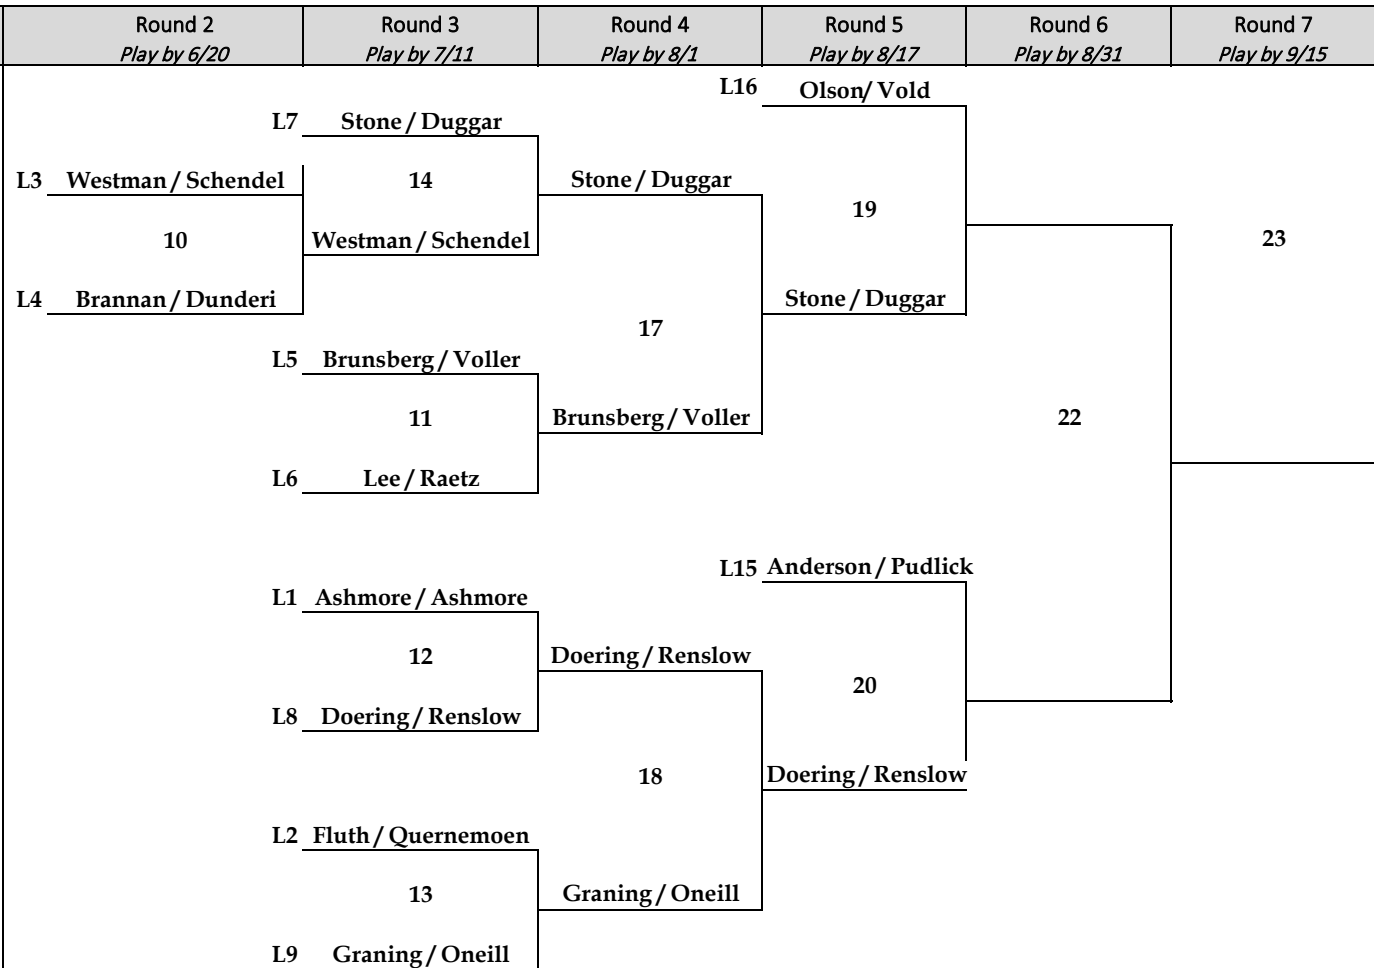 Round 2 Round 3 Round 4 Round 5 Round 6 Round 7
Play by 6/20 Play by 7/11 Play by 8/1 Play by 8/17 Play by 8/31 Play by 9/15
L16 Olson/ Vold
L7 Stone / Duggar
L3 Westman / Schendel 14 Stone / Duggar
19
10 Westman / Schendel 23
L4 Brannan / Dunderi Stone / Duggar
17
L5 Brunsberg / Voller
11 Brunsberg / Voller 22
L6 Lee / Raetz
L15 Anderson / Pudlick
L1 Ashmore / Ashmore
12 Doering / Renslow
20
L8 Doering / Renslow
18 Doering / Renslow
L2 Fluth / Quernemoen
13 Graning / Oneill
L9 Graning / Oneill